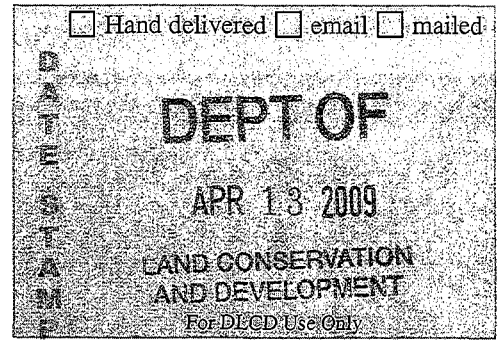 ☐ Hand delivered ☐ email ☐ mailed
DATE STAMP
DEPT OF
APR 13 2009
LAND CONSERVATION
AND DEVELOPMENT
For DLCD Use Only